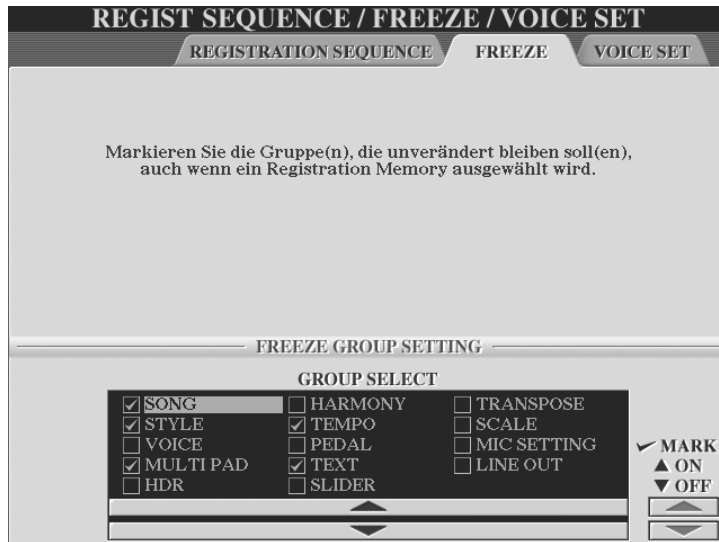 REGIST SEQUENCE / FREEZE / VOICE SET
REGISTRATION SEQUENCE FREEZE VOICE SET
Markieren Sie die Gruppe(n), die unverändert bleiben soll(en),
auch wenn ein Registration Memory ausgewählt wird.
FREEZE GROUP SETTING
GROUP SELECT
SONG HARMONY TRANSPOSE
STYLE TEMPO SCALE
VOICE PEDAL MIC SETTING
MULTI PAD TEXT LINE OUT
HDR SLIDER
MARK
▲ ON
▼ OFF